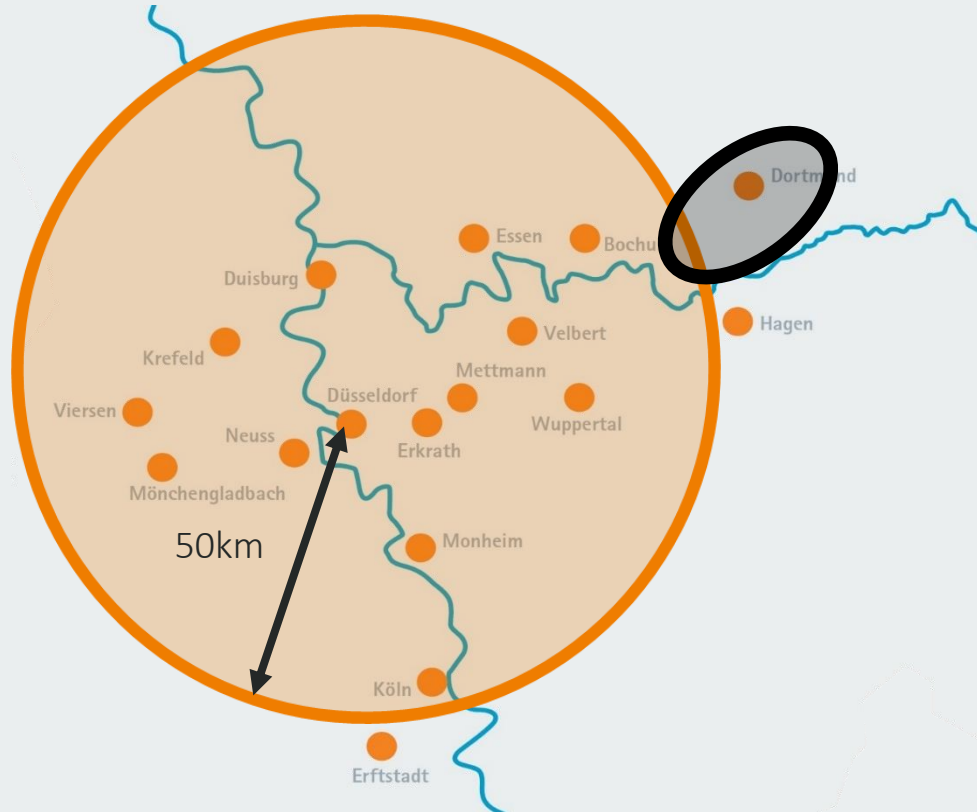 Dortmund
Essen
Bochu
Duisburg
Hagen
Velbert
Krefeld
Mettmann
Düsseldorf
Viersen
Wuppertal
Neuss
Erkrath
Mönchengladbach
50km
Monheim
Köln
Erftstadt